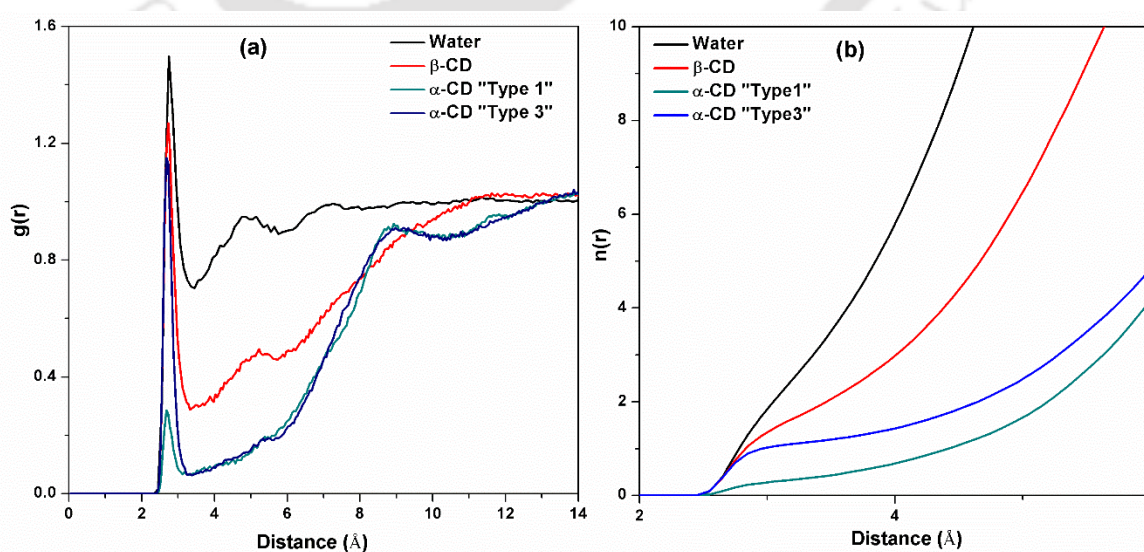 (a)
Water
β-CD
α-CD "Type 1"
α-CD "Type 3"
g(r)
1.6
1.2
0.8
0.4
0.0
0 2 4 6 8 10 12 14
Distance (Å)
(b)
Water
β-CD
α-CD "Type1"
α-CD "Type3"
n(r)
10
8
6
4
2
0
2 4
Distance (Å)